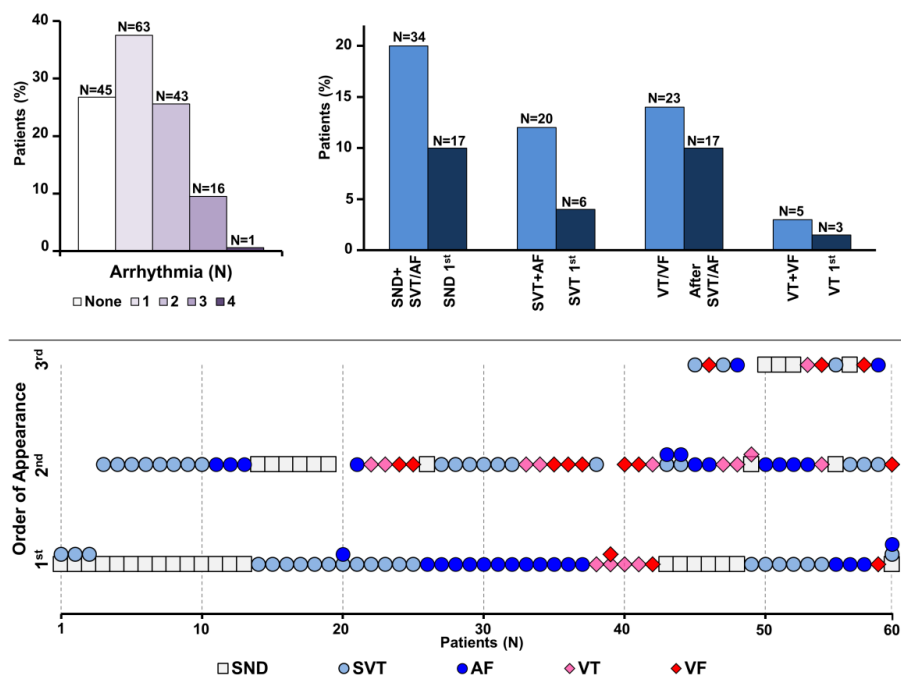 40
30
20
10
0
Patients (%)
N=45
N=63
N=43
N=16
N=1
Arrhythmia (N)
None 1 2 3 4
20
15
10
5
0
Patients (%)
N=34
N=17
N=20
N=6
N=23
N=17
N=5
N=3
SND+
SVT/AF
SND 1st
SVT+AF
SVT 1st
VT/VF
After
SVT/AF
VT+VF
VT 1st
Order of Appearance
3rd
2nd
1st
1 10 20 30 40 50 60
Patients (N)
SND SVT AF VT VF